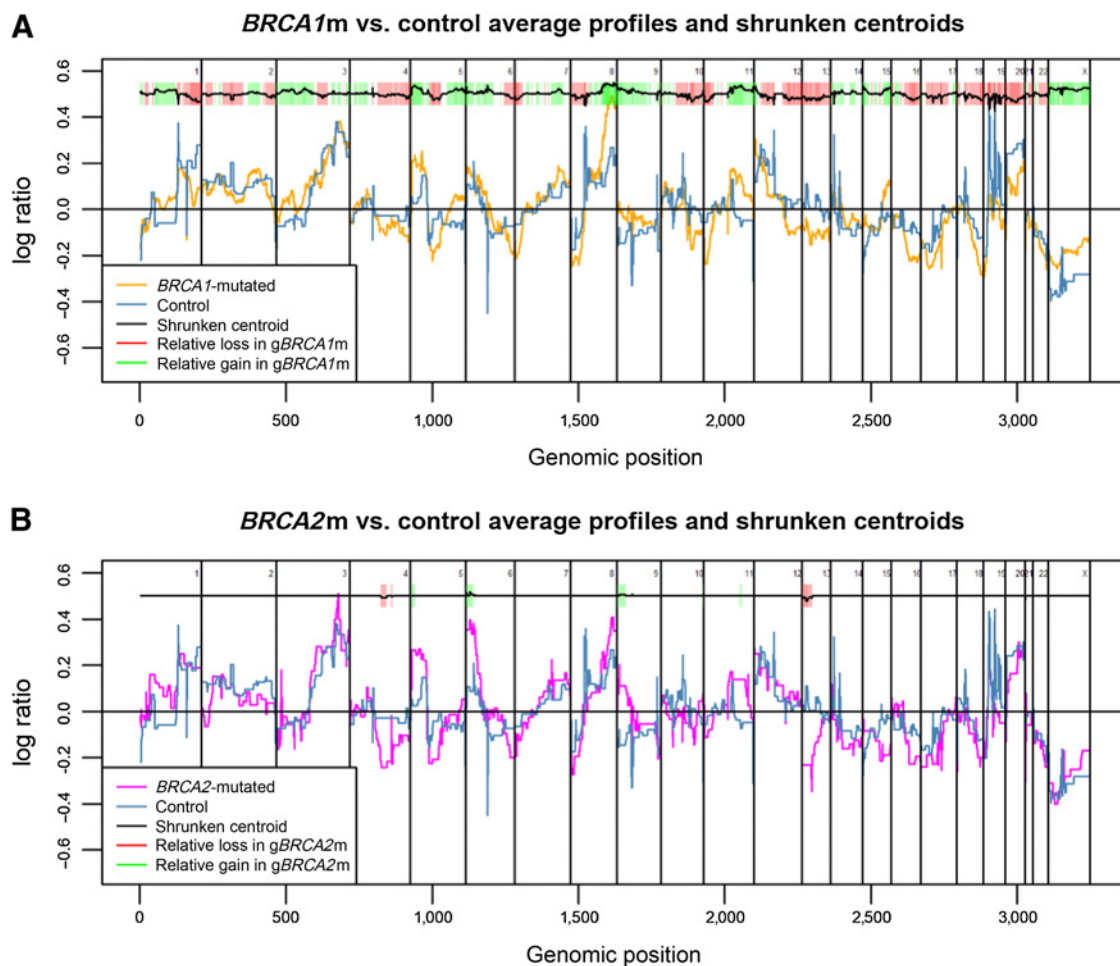 A
BRCA1m vs. control average profiles and shrunken centroids
0.6
0.4
0.2
0.0
-0.2
-0.4
-0.6
log ratio
1 2 3 4 5 6 7 8 9 10 11 12 13 14 15 16 17 18 19 20 21 22 X
BRCA1-mutated
Control
Shrunken centroid
Relative loss in gBRCA1m
Relative gain in gBRCA1m
0 500 1,000 1,500 2,000 2,500 3,000
Genomic position
B
BRCA2m vs. control average profiles and shrunken centroids
0.6
0.4
0.2
0.0
-0.2
-0.4
-0.6
log ratio
1 2 3 4 5 6 7 8 9 10 11 12 13 14 15 16 17 18 19 20 21 22 X
BRCA2-mutated
Control
Shrunken centroid
Relative loss in gBRCA2m
Relative gain in gBRCA2m
0 500 1,000 1,500 2,000 2,500 3,000
Genomic position